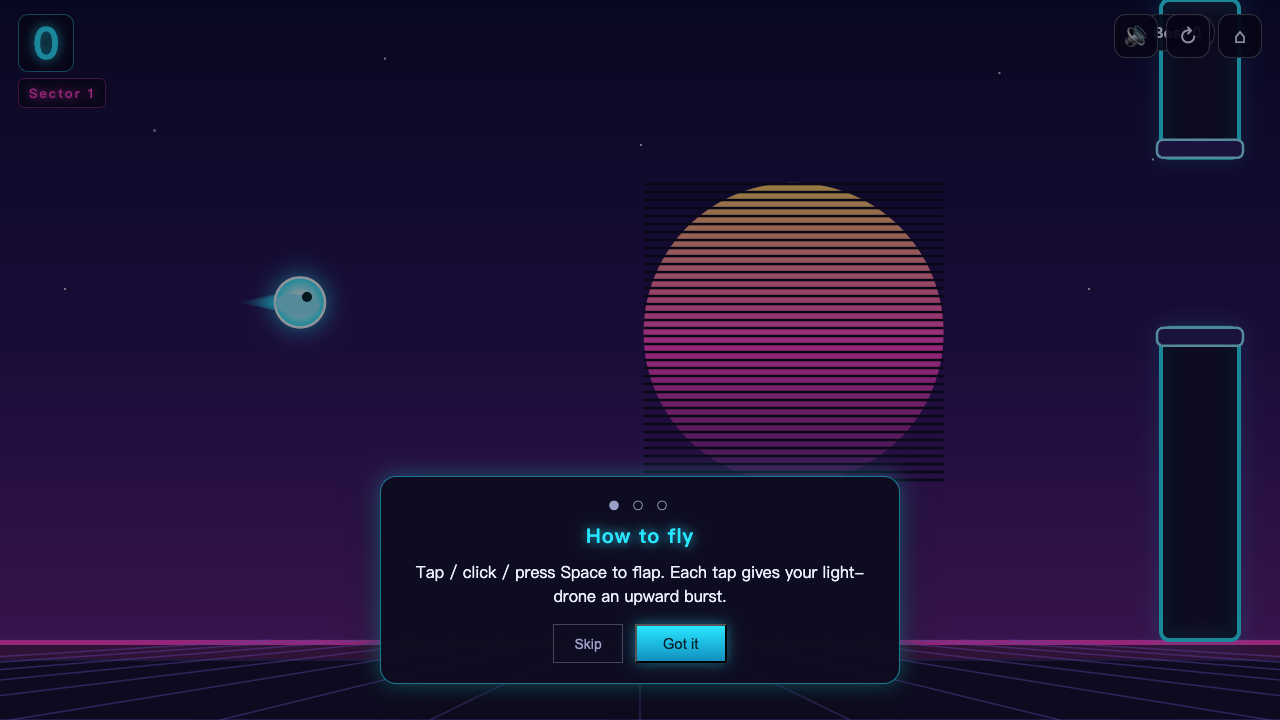 0
Sector 1
How to fly
Tap / click / press Space to flap. Each tap gives your light–
drone an upward burst.
Skip
Got it